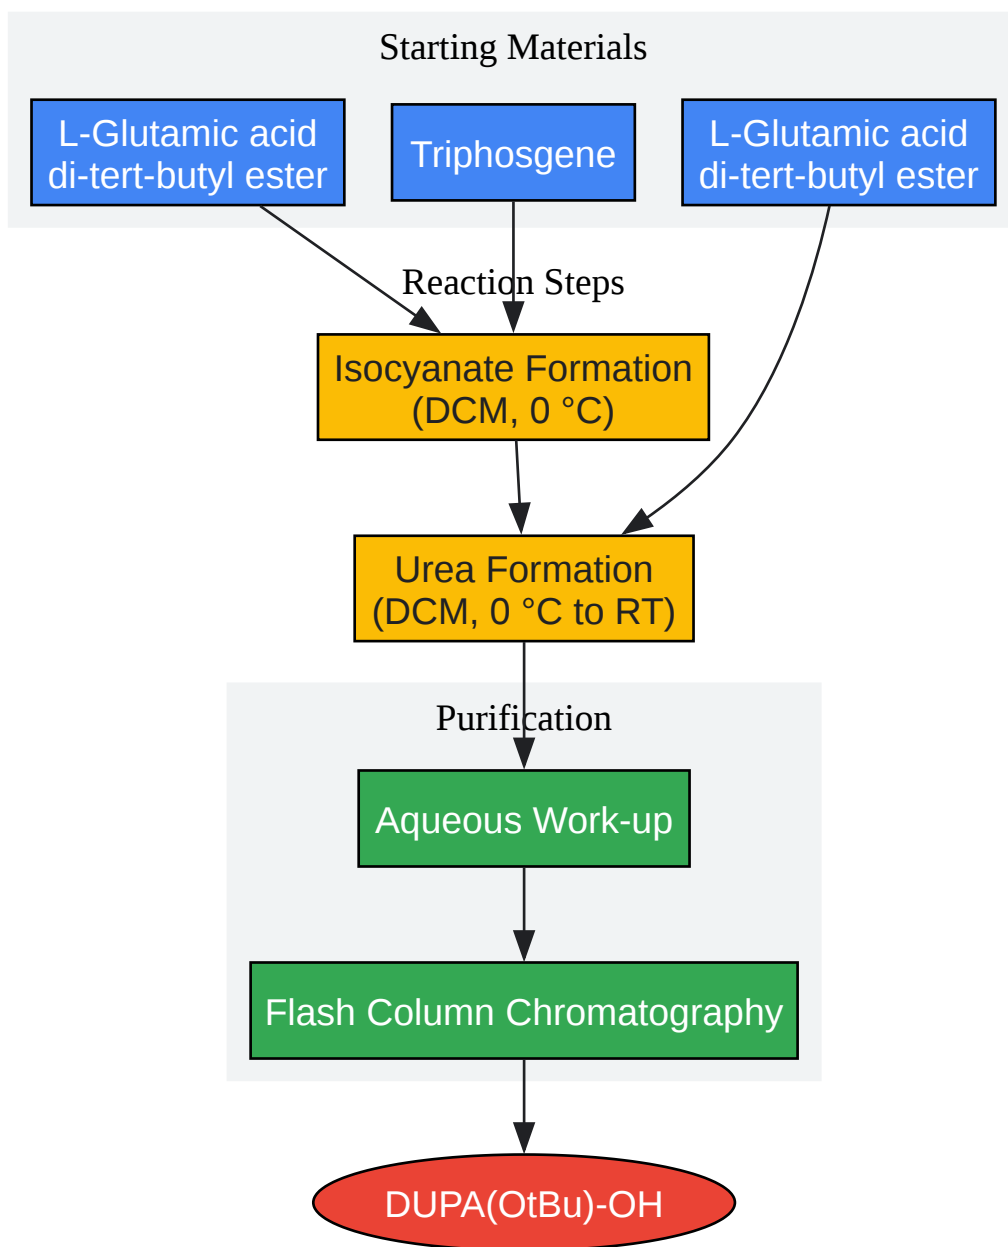 Starting Materials
L-Glutamic acid
di-tert-butyl ester
Triphosgene
L-Glutamic acid
di-tert-butyl ester
Reaction Steps
Isocyanate Formation
(DCM, 0 °C)
Urea Formation
(DCM, 0 °C to RT)
Purification
Aqueous Work-up
Flash Column Chromatography
DUPA(OtBu)-OH